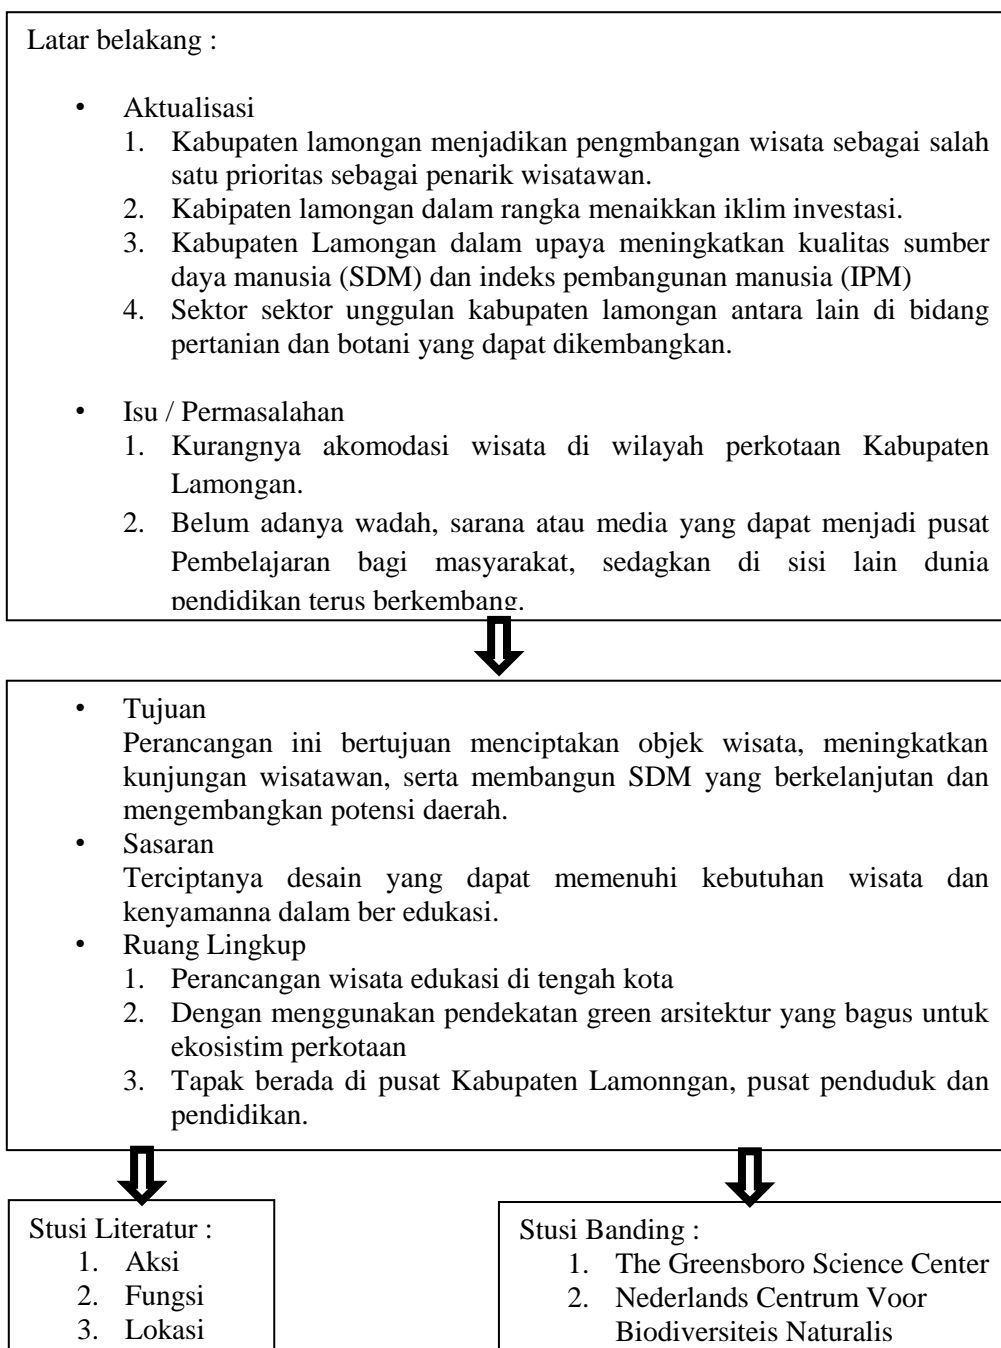 Latar belakang :
• Aktualisasi
1. Kabupaten lamongan menjadikan pengmbangan wisata sebagai salah
satu prioritas sebagai penarik wisatawan.
2. Kabipaten lamongan dalam rangka menaikkan iklim investasi.
3. Kabupaten Lamongan dalam upaya meningkatkan kualitas sumber
daya manusia (SDM) dan indeks pembangunan manusia (IPM)
4. Sektor sektor unggulan kabupaten lamongan antara lain di bidang
pertanian dan botani yang dapat dikembangkan.
• Isu / Permasalahan
1. Kurangnya akomodasi wisata di wilayah perkotaan Kabupaten
Lamongan.
2. Belum adanya wadah, sarana atau media yang dapat menjadi pusat
Pembelajaran bagi masyarakat, sedagkan di sisi lain dunia
pendidikan terus berkembang.
• Tujuan
Perancangan ini bertujuan menciptakan objek wisata, meningkatkan
kunjungan wisatawan, serta membangun SDM yang berkelanjutan dan
mengembangkan potensi daerah.
• Sasaran
Terciptanya desain yang dapat memenuhi kebutuhan wisata dan
kenyamanna dalam ber edukasi.
• Ruang Lingkup
1. Perancangan wisata edukasi di tengah kota
2. Dengan menggunakan pendekatan green arsitektur yang bagus untuk
ekosistim perkotaan
3. Tapak berada di pusat Kabupaten Lamonngan, pusat penduduk dan
pendidikan.
Stusi Literatur :
1. Aksi
2. Fungsi
3. Lokasi
Stusi Banding :
1. The Greensboro Science Center
2. Nederlands Centrum Voor
Biodiversiteis Naturalis